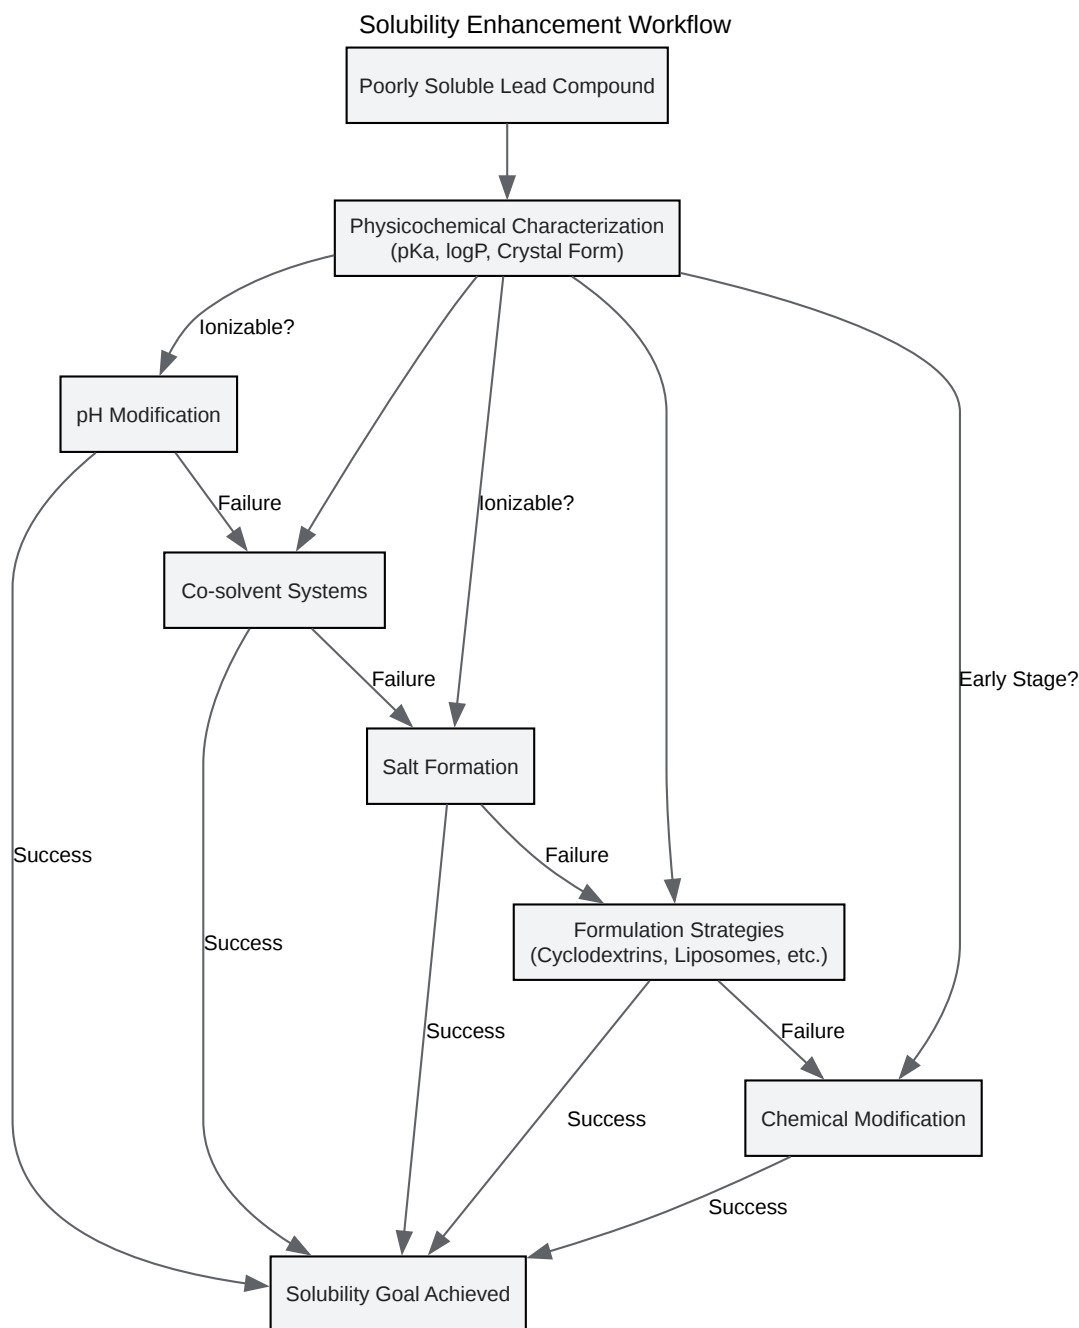 Solubility Enhancement Workflow
Poorly Soluble Lead Compound
Physicochemical Characterization
(pKa, logP, Crystal Form)
Ionizable?
pH Modification
Failure
Ionizable?
Co-solvent Systems
Failure
Early Stage?
Salt Formation
Success
Failure
Formulation Strategies
(Cyclodextrins, Liposomes, etc.)
Success
Success
Failure
Success
Chemical Modification
Success
Solubility Goal Achieved